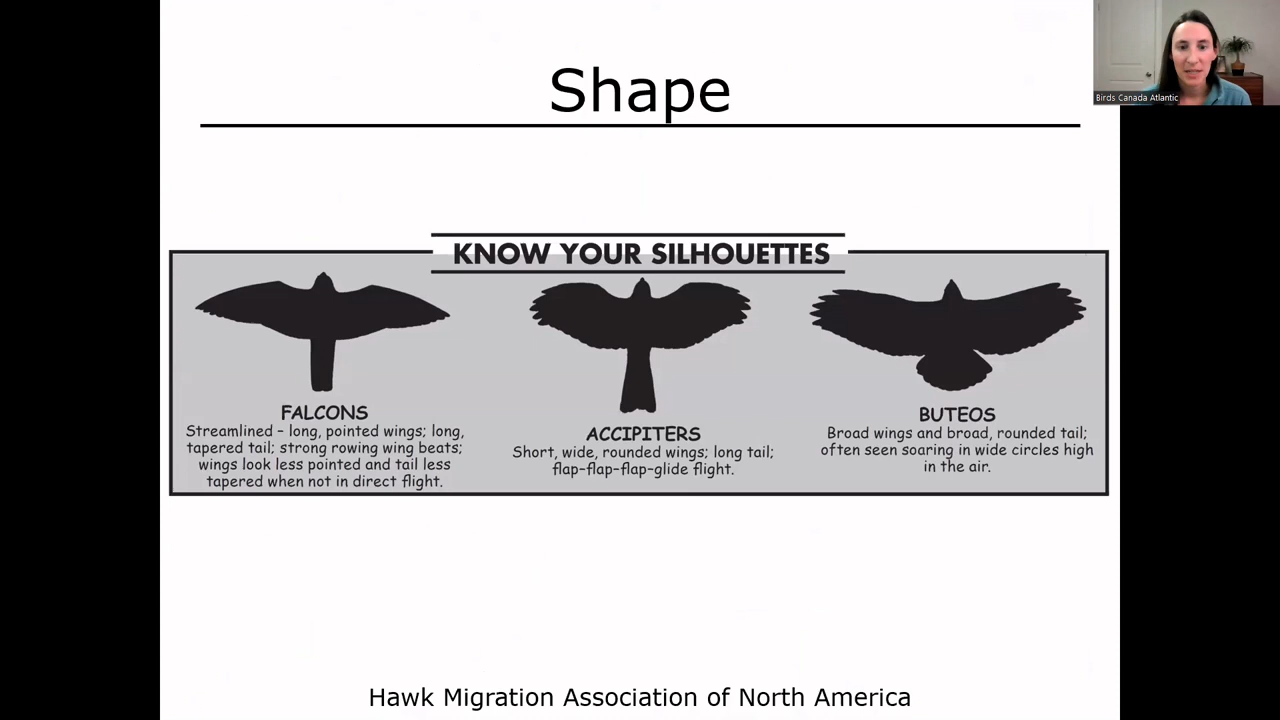 Shape
Birds Canada Atlantic
KNOW YOUR SILHOUETTES
FALCONS
Streamlined – long, pointed wings; long,
tapered tail; strong rowing wing beats;
wings look less pointed and tail less
tapered when not in direct flight.
ACCIPITERS
Short, wide, rounded wings; long tail;
flap–flap–flap–glide flight.
BUTEOS
Broad wings and broad, rounded tail;
often seen soaring in wide circles high
in the air.
Hawk Migration Association of North America